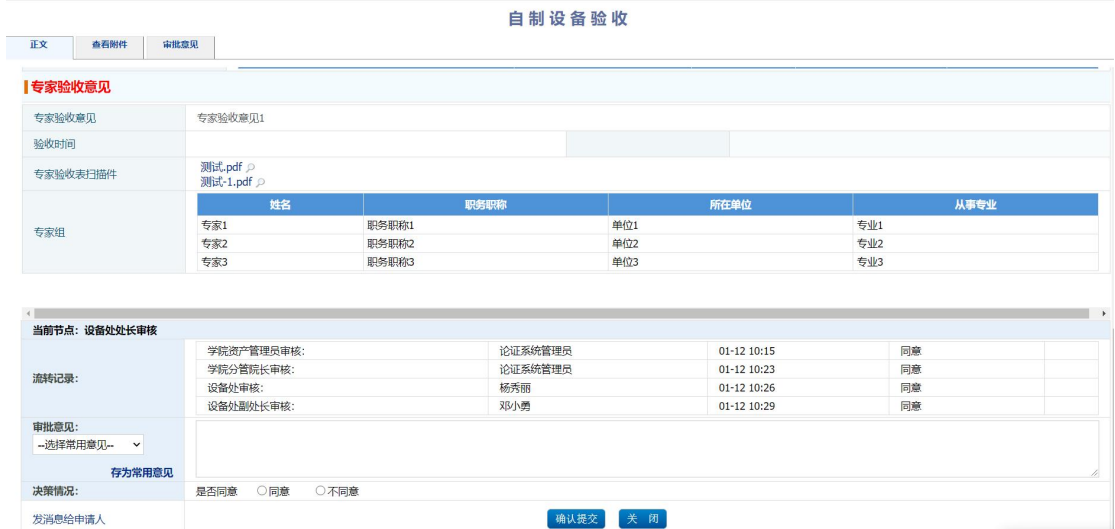 自制设备验收
正文 查看附件 审批意见
专家验收意见
专家验收意见 专家验收意见1
验收时间
专家验收表扫描件 测试.pdf
测试-1.pdf
专家组
姓名 职务职称 所在单位 从事专业
专家1 职务职称1 单位1 专业1
专家2 职务职称2 单位2 专业2
专家3 职务职称3 单位3 专业3
当前节点：设备处处长审核
流转记录：
学院资产管理员审核： 论证系统管理员 01-12 10:15 同意
学院分管院长审核： 论证系统管理员 01-12 10:23 同意
设备处审核： 杨秀丽 01-12 10:26 同意
设备处副处长审核： 邓小勇 01-12 10:29 同意
审批意见：
--选择常用意见--
存为常用意见
决策情况： 是否同意 同意 不同意
发消息给申请人 确认提交 关 闭